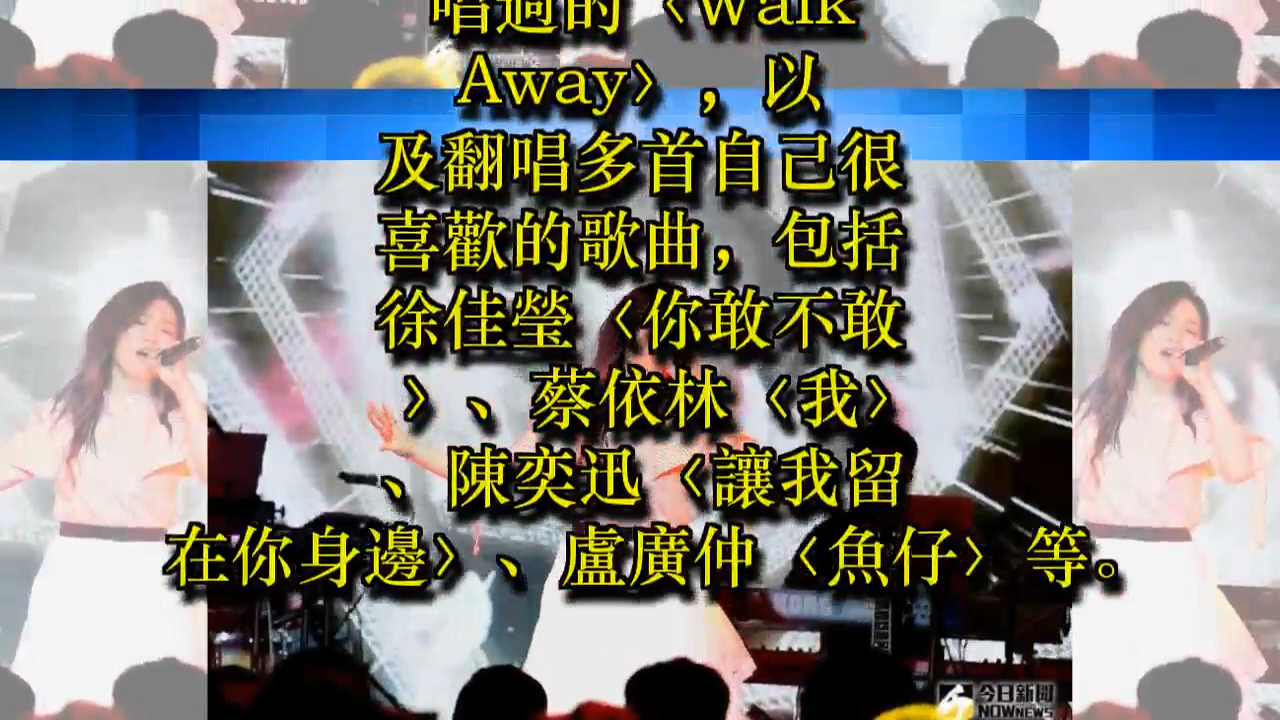 唱過的〈Walk
Away〉，以
及翻唱多首自己很
喜歡的歌曲，包括
徐佳瑩〈你敢不敢
〉、蔡依林〈我〉
、陳奕迅〈讓我留
在你身邊〉、盧廣仲〈魚仔〉等。
KORG
今日新聞
NOWNEWS